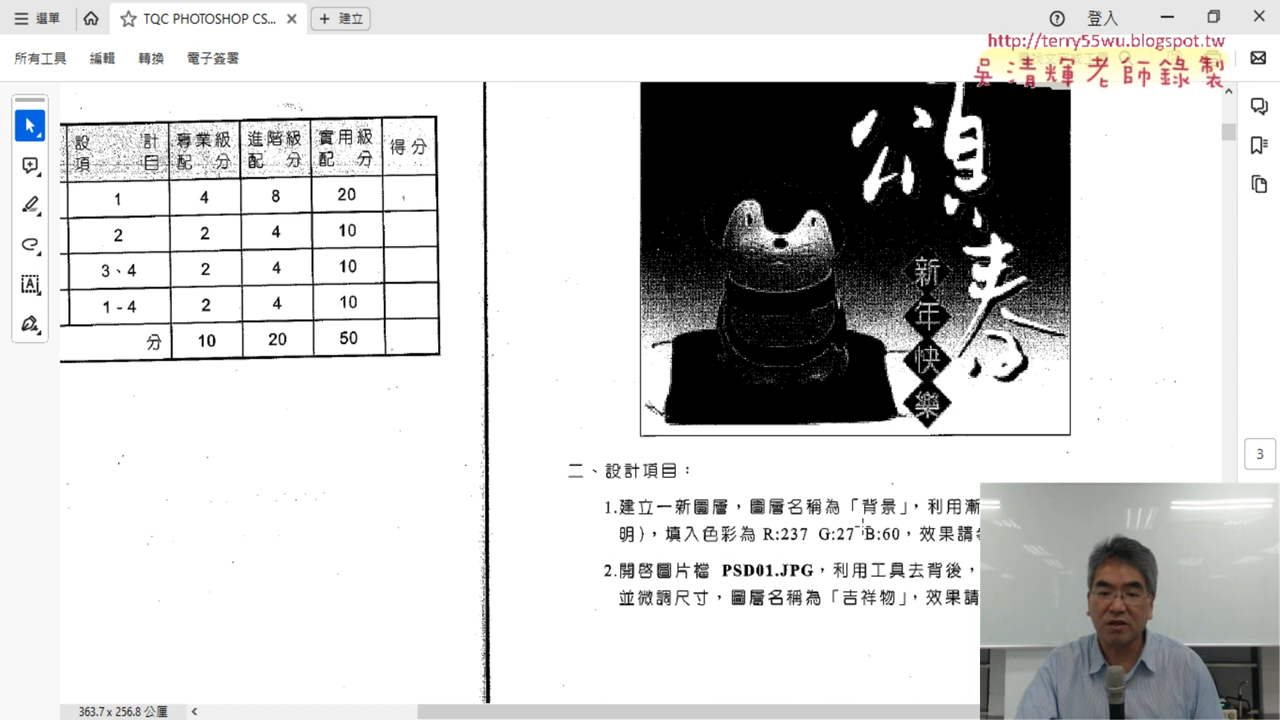 選單
TQC PHOTOSHOP CS...
建立
登入
http://terry55wu.blogspot.tw
所有工具 編輯 轉換 電子簽署
吳清輝老師錄製
設計項目 專業級配分 進階級配分 實用級配分 得分
1 4 8 20
2 2 4 10
3、4 2 4 10
1-4 2 4 10
分 10 20 50
頌春
新年快樂
3
二、設計項目：
1.建立一新圖層，圖層名稱為「背景」，利用漸
明)，填入色彩為 R:237 G:27 B:60，效果請
2.開啓圖片檔 PSD01.JPG，利用工具去背後，
並微調尺寸，圖層名稱為「吉祥物」，效果請
363.7 x 256.8 公厘